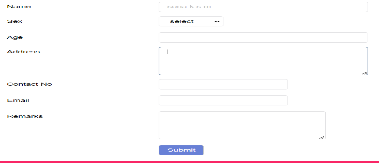 Name
Sex select --
Age
Address
Contact No
Email
Remarks
Submit